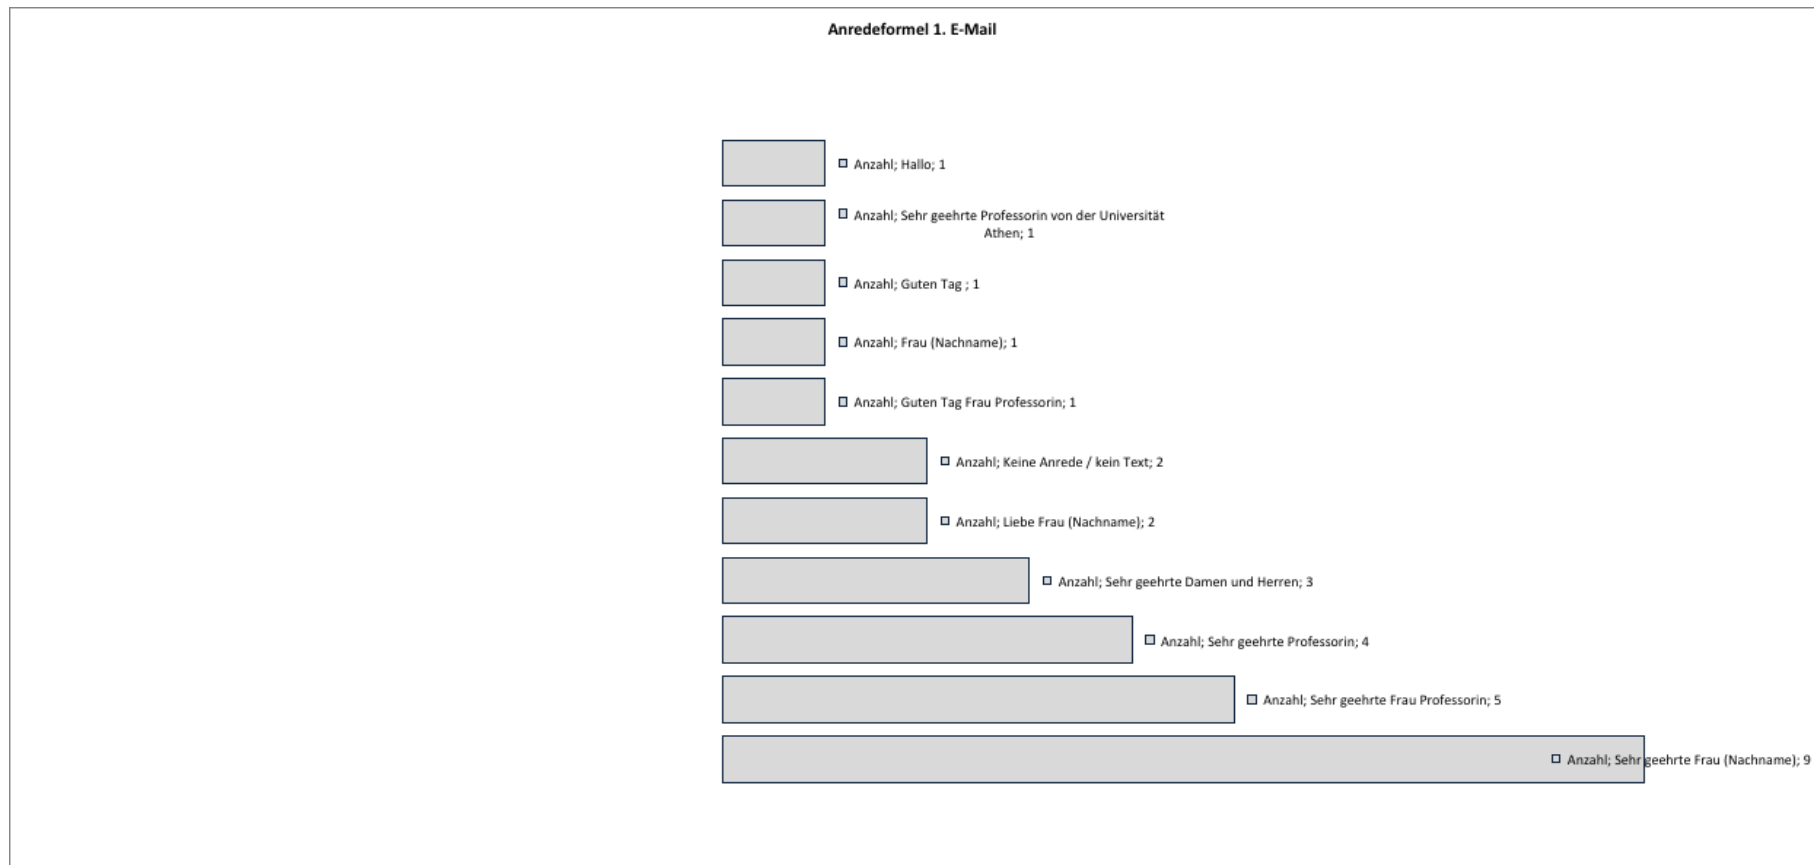 Anredeformel 1. E-Mail
Anzahl; Hallo; 1
Anzahl; Sehr geehrte Professorin von der Universität
Athen; 1
Anzahl; Guten Tag ; 1
Anzahl; Frau (Nachname); 1
Anzahl; Guten Tag Frau Professorin; 1
Anzahl; Keine Anrede / kein Text; 2
Anzahl; Liebe Frau (Nachname); 2
Anzahl; Sehr geehrte Damen und Herren; 3
Anzahl; Sehr geehrte Professorin; 4
Anzahl; Sehr geehrte Frau Professorin; 5
Anzahl; Sehr geehrte Frau (Nachname); 9